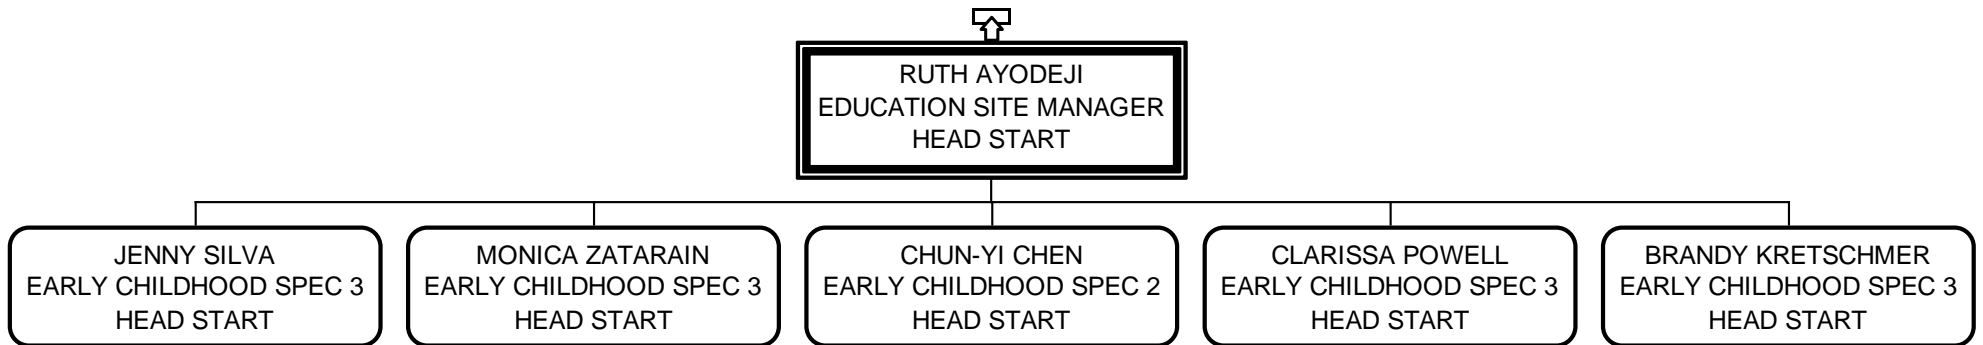 RUTH AYODEJI
EDUCATION SITE MANAGER
HEAD START
JENNY SILVA
EARLY CHILDHOOD SPEC 3
HEAD START
MONICA ZATARAIN
EARLY CHILDHOOD SPEC 3
HEAD START
CHUN-YI CHEN
EARLY CHILDHOOD SPEC 2
HEAD START
CLARISSA POWELL
EARLY CHILDHOOD SPEC 3
HEAD START
BRANDY KRETSCHMER
EARLY CHILDHOOD SPEC 3
HEAD START